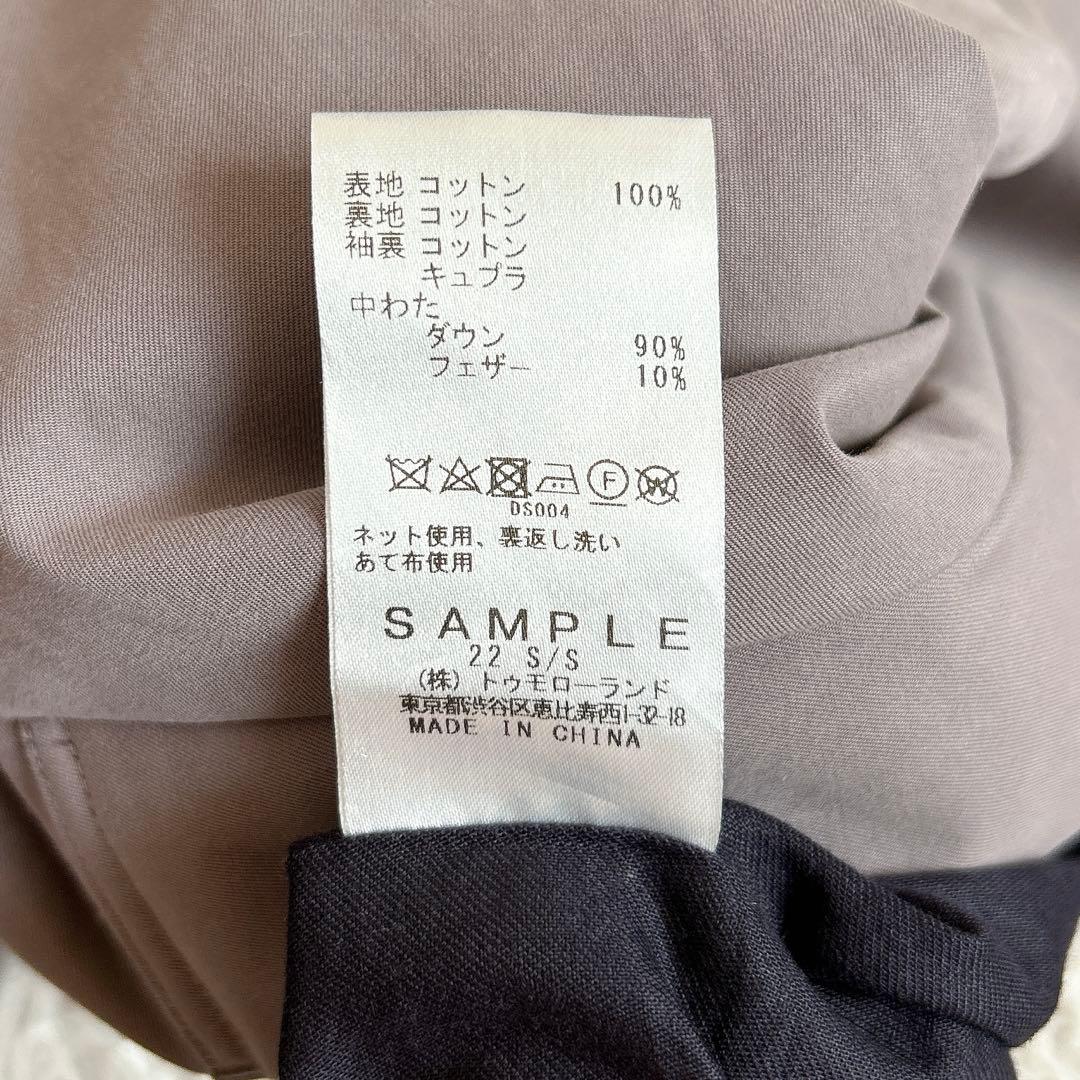 表地 コットン 100%
裏地 コットン
袖裏 コットン
キュプラ
中わた
ダウン 90%
フェザー 10%
F
W
DS004
ネット使用、裏返し洗い
あて布使用
SAMPLE
22 S/S
(株) トゥモローランド
東京都渋谷区恵比寿西1-32-18
MADE IN CHINA